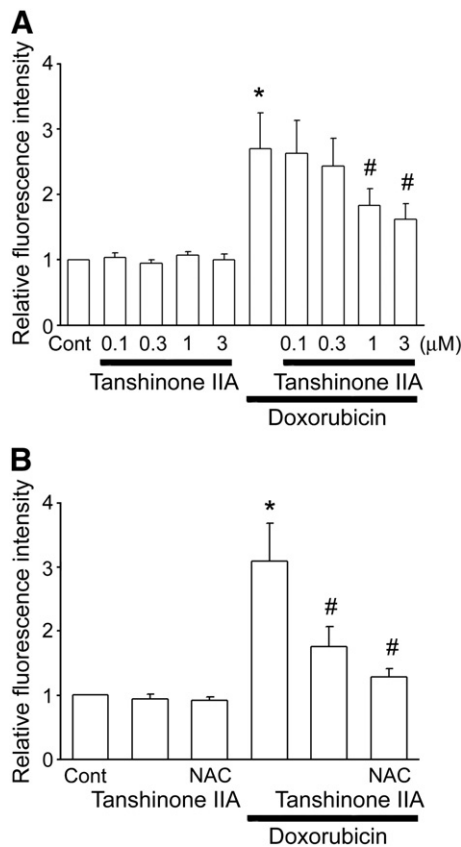 A
Relative fluorescence intensity
4
3
2
1
0
*
#
#
Cont 0.1 0.3 1 3 0.1 0.3 1 3 (μM)
Tanshinone IIA Tanshinone IIA
Doxorubicin
B
Relative fluorescence intensity
4
3
2
1
0
*
#
#
Cont NAC NAC
Tanshinone IIA Tanshinone IIA
Doxorubicin